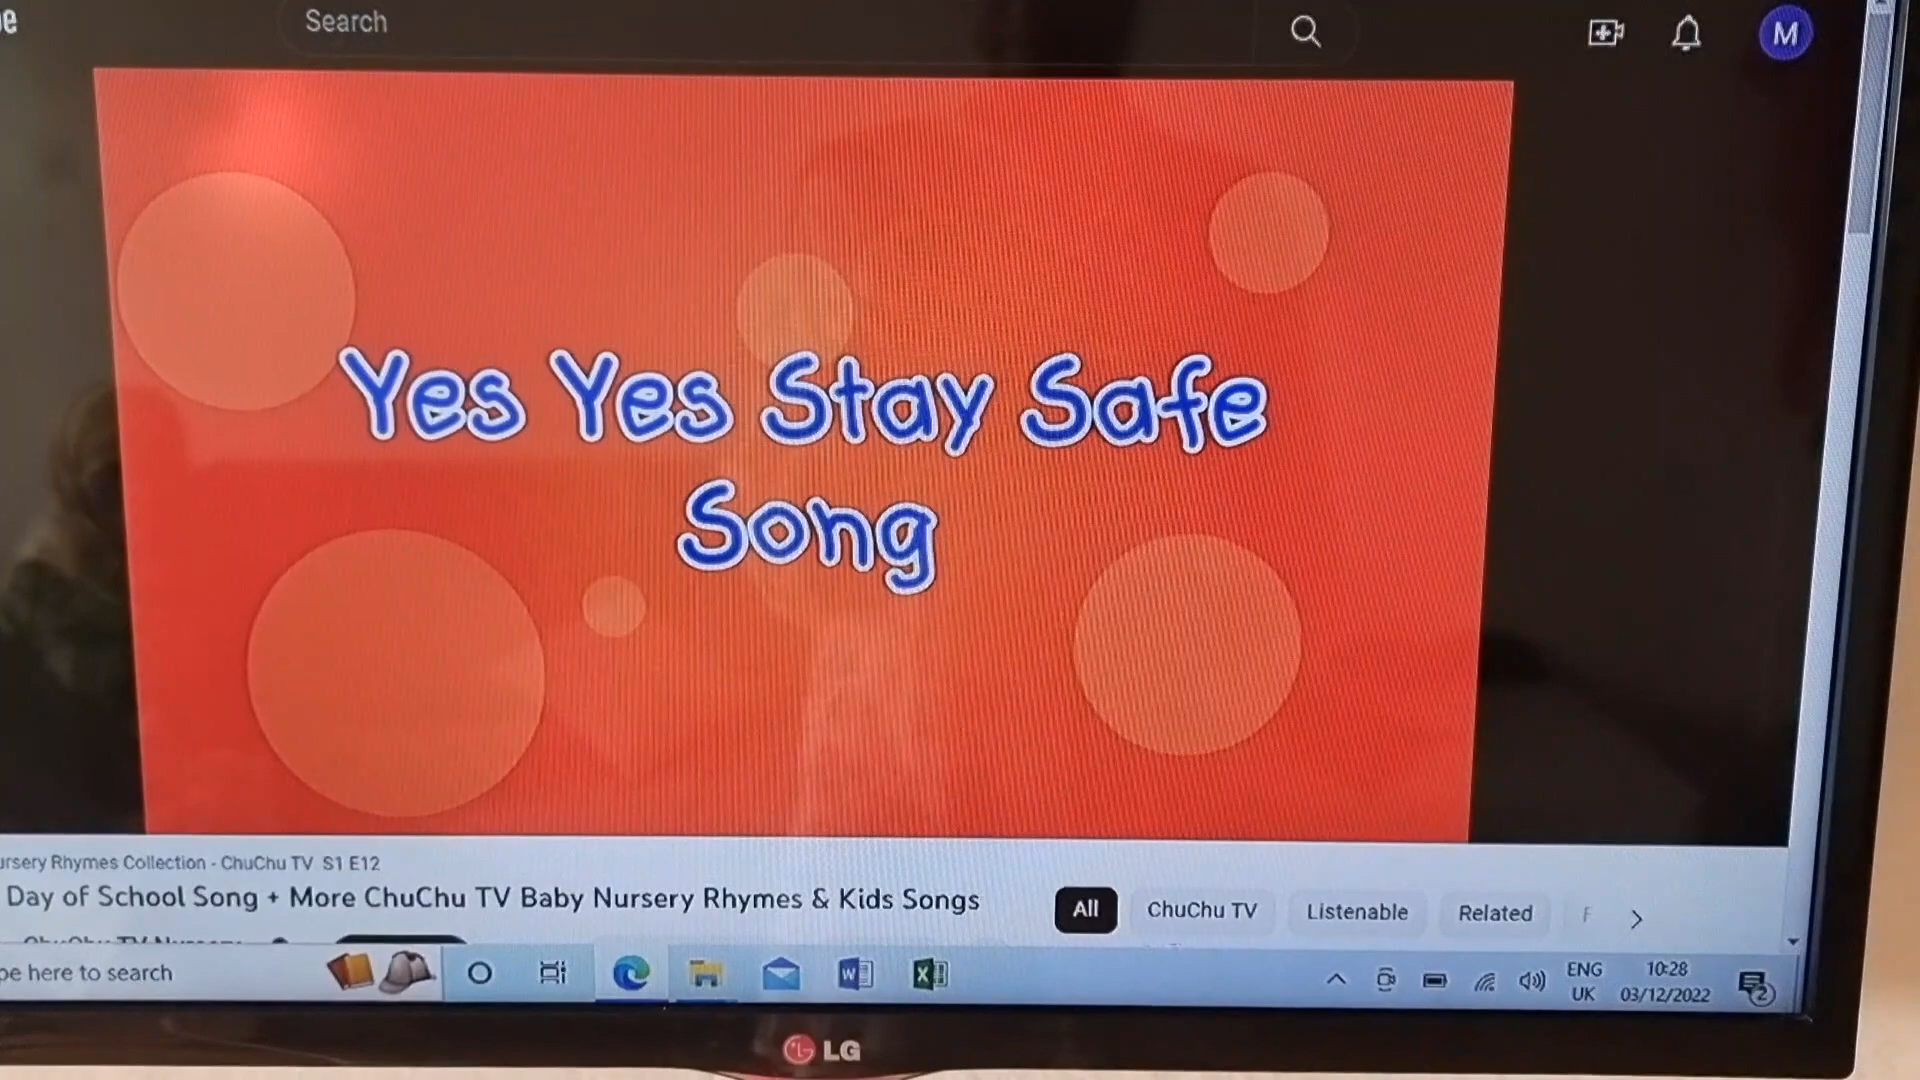 Search
M
Yes Yes Stay Safe
Song
Nursery Rhymes Collection - ChuChu TV S1 E12
Day of School Song + More ChuChu TV Baby Nursery Rhymes & Kids Songs
All ChuChu TV Listenable Related F
here to search
ENG
UK
10:28
03/12/2022
2
LG